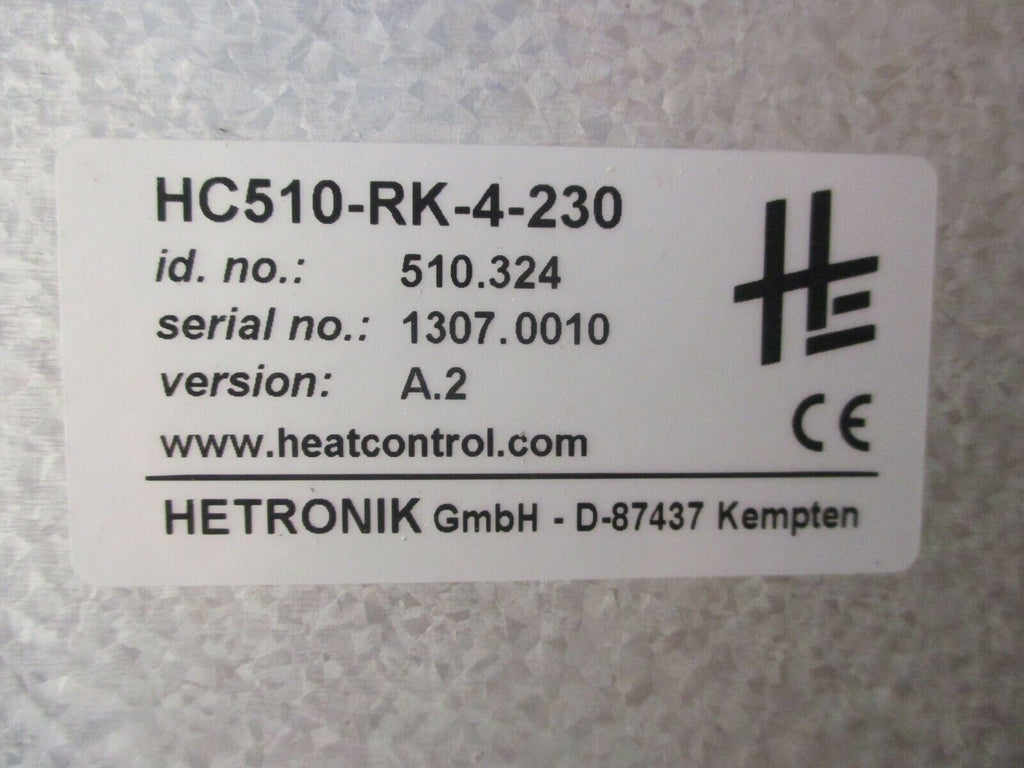 HC510-RK-4-230
id. no.: 510.324
serial no.: 1307.0010
version: A.2
www.heatcontrol.com
HE
CE
HETRONIK GmbH - D-87437 Kempten